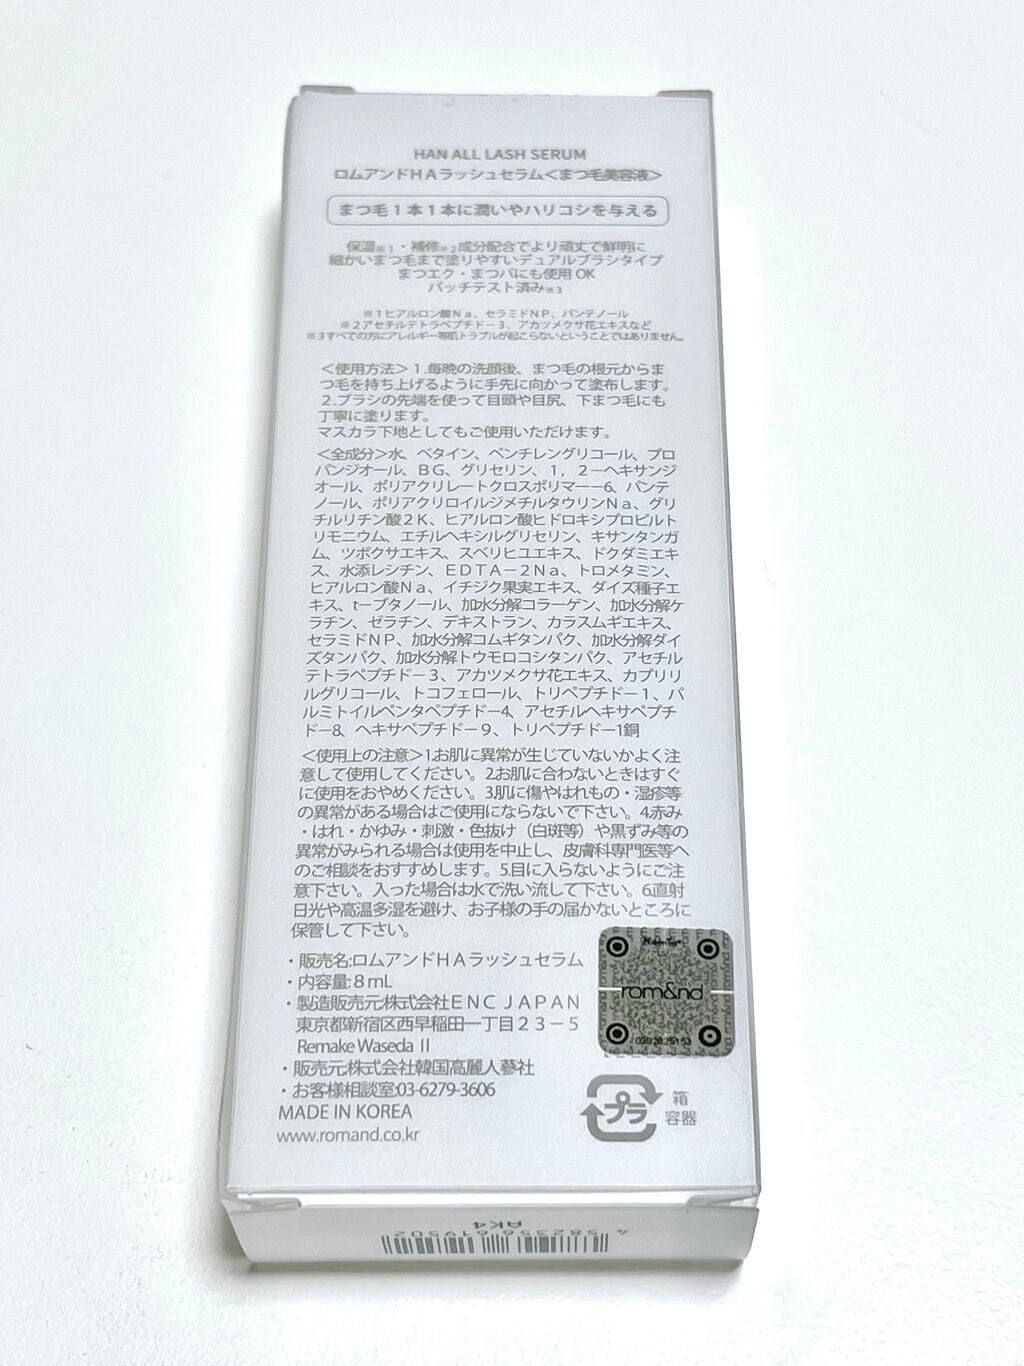 HAN ALL LASH SERUM
ロムアンドHAラッシュセラム<まつ毛美容液>
まつ毛1本1本に潤いやハリコシを与える
保湿※1・補修※2成分配合でより頑丈で鮮明に
細かいまつ毛まで塗りやすいデュアルブラシタイプ
まつエク・まつパにも使用OK
パッチテスト済み※3
※1ヒアルロン酸Na、セラミドNP、パンテノール
※2アセチルテトラペプチド-3、アカツメクサ花エキスなど
※3すべての方にアレルギー等肌トラブルが起こらないということではありません。
<使用方法>1.毎晩の洗顔後、まつ毛の根元からま
つ毛を持ち上げるように手先に向かって塗布します。
2.ブラシの先端を使って目頭や目尻、下まつ毛にも
丁寧に塗ります。
マスカラ下地としてもご使用いただけます。
<全成分>水、ベタイン、ペンチレングリコール、プロ
パンジオール、BG、グリセリン、1，2-ヘキサンジ
オール、ポリアクリレートクロスポリマー-6、パンテ
ノール、ポリアクリロイルジメチルタウリンNa、グリ
チルリチン酸2K、ヒアルロン酸ヒドロキシプロピルト
リモニウム、エチルヘキシルグリセリン、キサンタンガ
ム、ツボクサエキス、スベリヒユエキス、ドクダミエキ
ス、水添レシチン、EDTA-2Na、トロメタミン、
ヒアルロン酸Na、イチジク果実エキス、ダイズ種子エ
キス、t-ブタノール、加水分解コラーゲン、加水分解ケ
ラチン、ゼラチン、デキストラン、カラスムギエキス、
セラミドNP、加水分解コムギタンパク、加水分解ダイ
ズタンパク、加水分解トウモロコシタンパク、アセチル
テトラペプチド-3、アカツメクサ花エキス、カプリリ
ルグリコール、トコフェロール、トリペプチド-1、パ
ルミトイルペンタペプチド-4、アセチルヘキサペプチ
ド-8、ヘキサペプチド-9、トリペプチド-1銅
<使用上の注意>1.お肌に異常が生じていないかよく注
意して使用してください。2お肌に合わないときはすぐ
に使用をおやめください。3肌に傷やはれもの・湿疹等
の異常がある場合はご使用にならないで下さい。4赤み
・はれ・かゆみ・刺激・色抜け（白斑等）や黒ずみ等の
異常がみられる場合は使用を中止し、皮膚科専門医等へ
のご相談をおすすめします。5.目に入らないようにご注
意下さい。入った場合は水で洗い流して下さい。6.直射
日光や高温多湿を避け、お子様の手の届かないところに
保管して下さい。
・販売名:ロムアンドHAラッシュセラム
・内容量:8mL
・製造販売元:株式会社ENC JAPAN
東京都新宿区西早稲田一丁目23-5
Remake Waseda II
・販売元:株式会社韓国高麗人蔘社
・お客様相談室:03-6279-3606
MADE IN KOREA
www.romand.co.kr
rom&nd
プラ
箱
容器
AK4
4 582356 619502